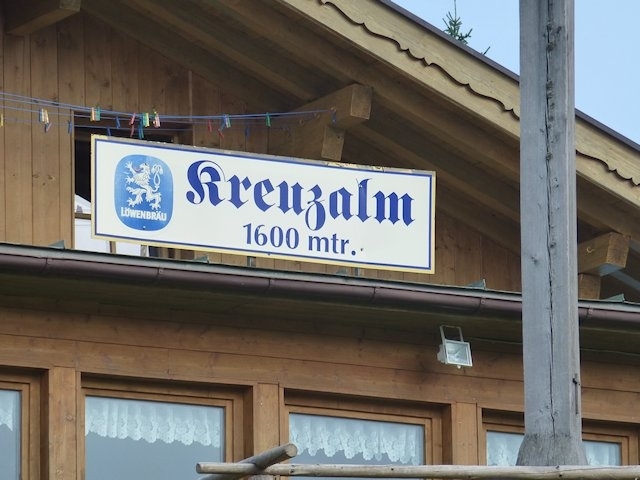 LÖWENBRÄU
Kreuzalm
1600 mtr.